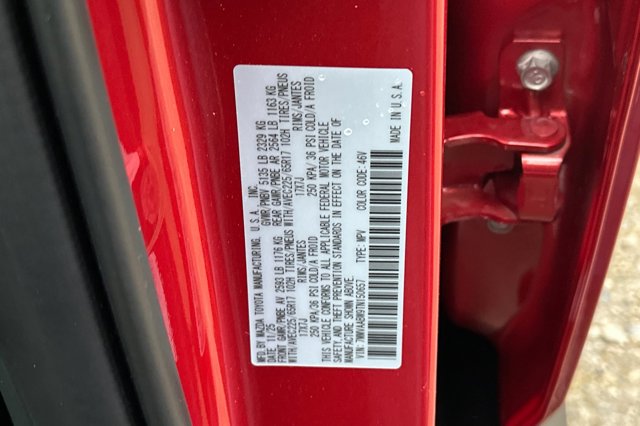 MAZDA TOYOTA MANUFACTURING, U.S.A., INC.
11/25 GVWR/PNBV 5135 LB 2329 KG
FRONT GAWR/PNBE AV 2593 LB 1176 KG REAR GAWR/PNBE AR 2564 LB 1163 KG
WITH/AVEC225/65R17 102H TIRES/PNEUS WITH/AVEC225/65R17 102H TIRES/PNEUS
17X7J RIMS/JANTES 17X7J RIMS/JANTES
250 KPA/36 PSI COLD/A FROID 250 KPA/36 PSI COLD/A FROID
THIS VEHICLE CONFORMS TO ALL APPLICABLE FEDERAL MOTOR VEHICLE
SAFETY AND THEFT PREVENTION STANDARDS IN EFFECT ON THE DATE OF
MANUFACTURE SHOWN ABOVE.
VIN: TYPE: MPV COLOR CODE: 46V
MADE IN U.S.A.